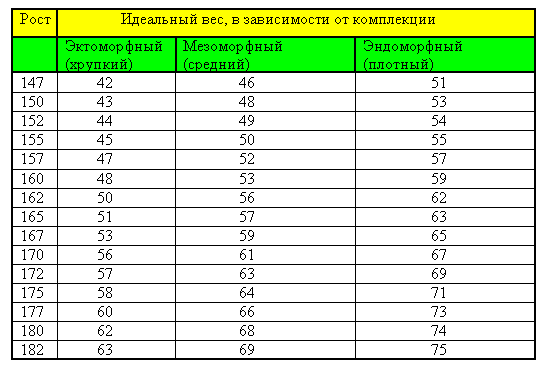 Рост Идеальный вес, в зависимости от комплекции
Эктоморфный Мезоморфный Эндоморфный
(хрупкий) (средний) (плотный)
147 42 46 51
150 43 48 53
152 44 49 54
155 45 50 55
157 47 52 57
160 48 53 59
162 50 56 62
165 51 57 63
167 53 59 65
170 56 61 67
172 57 63 69
175 58 64 71
177 60 66 73
180 62 68 74
182 63 69 75